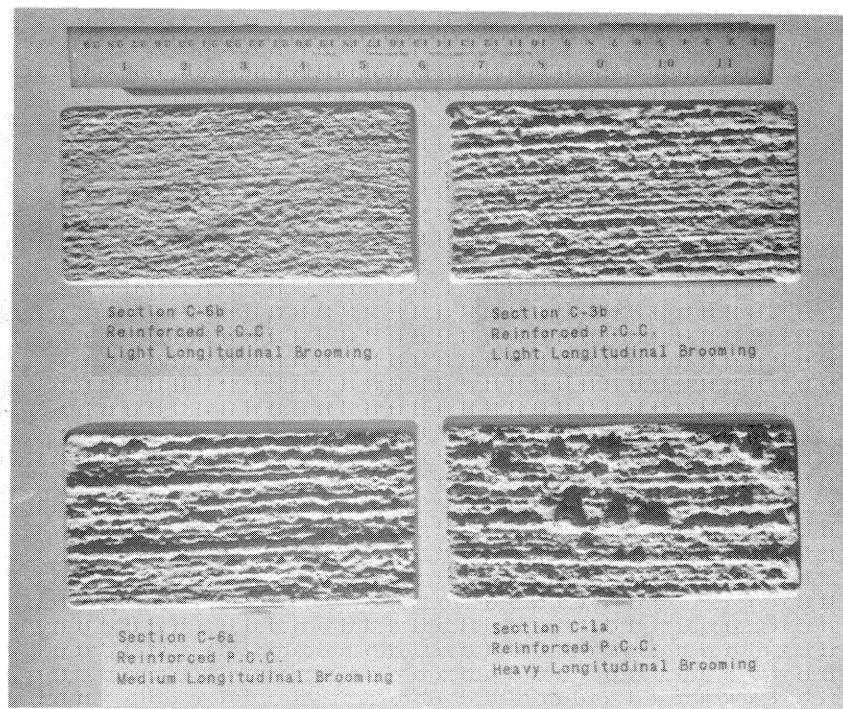 1 2 3 4 5 6 7 8 9 10 11
Section C-6b
Reinforced P.C.C.
Light Longitudinal Brooming
Section C-3b
Reinforced P.C.C.
Light Longitudinal Brooming
Section C-6a
Reinforced P.C.C.
Medium Longitudinal Brooming
Section C-1a
Reinforced P.C.C.
Heavy Longitudinal Brooming